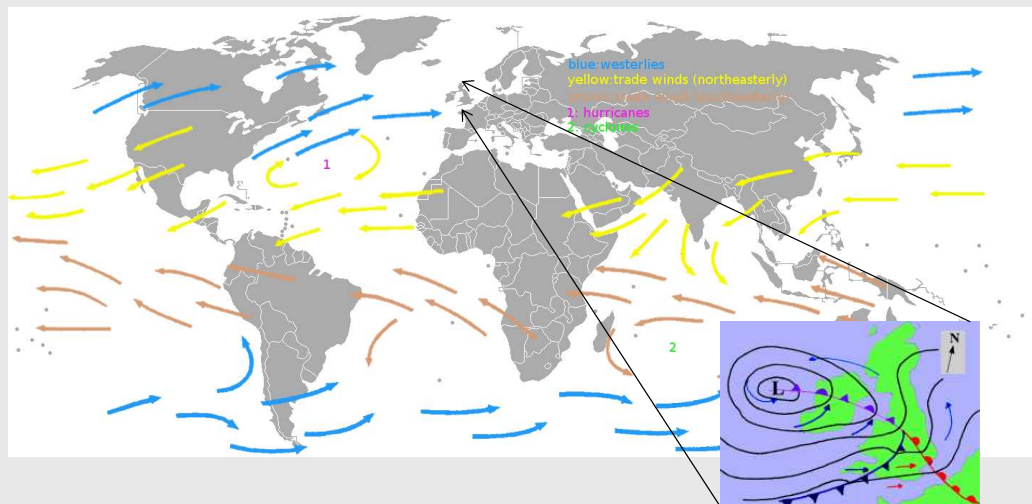 blue:westerlies
yellow:trade winds (northeasterly)
1: hurricanes
2: cyclones
1
2
N
L